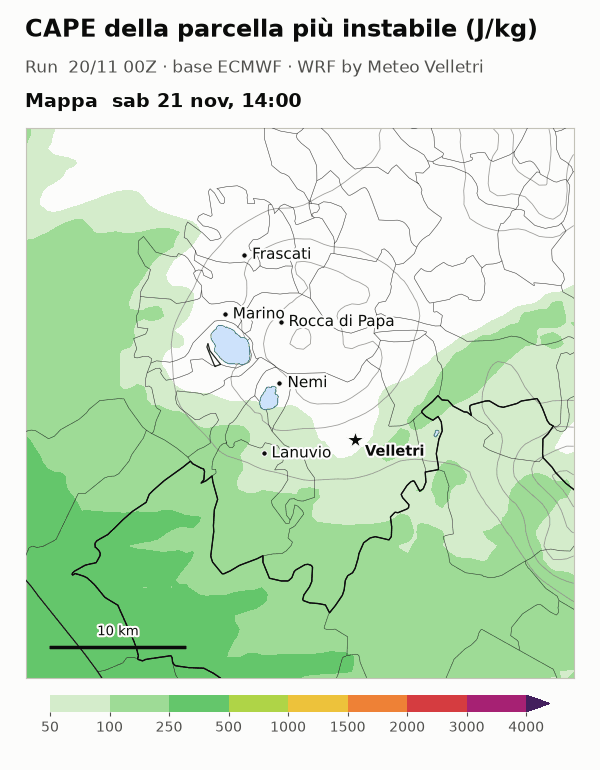 CAPE della parcella più instabile (J/kg)
Run  20/11 00Z · base ECMWF · WRF by Meteo Velletri
Mappa  sab 21 nov, 14:00
Frascati
Marino
Rocca di Papa
Nemi
Velletri
Lanuvio
10 km
50 100 250 500 1000 1500 2000 3000 4000